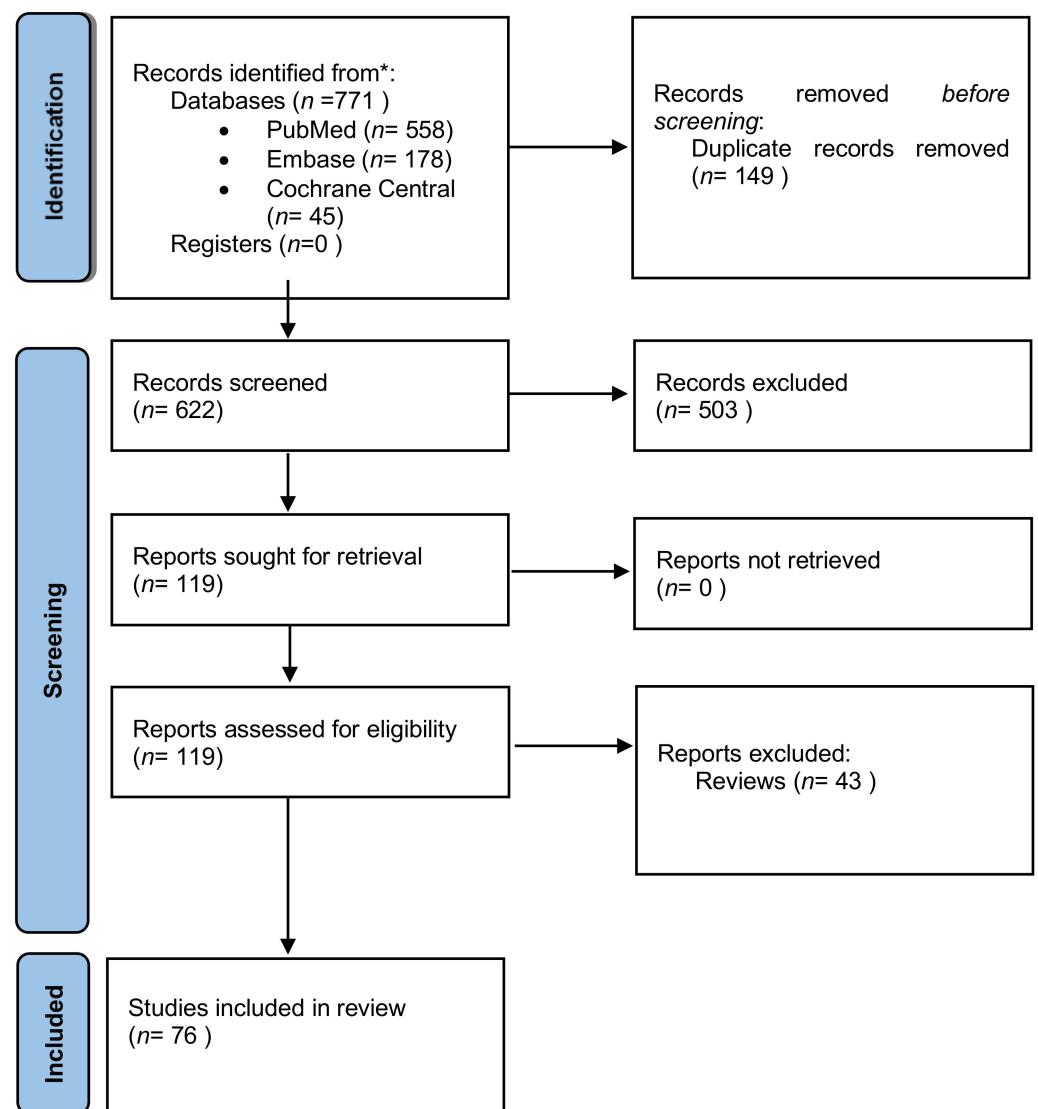 Identification
Records identified from*:
Databases (n =771 )
• PubMed (n= 558)
• Embase (n= 178)
• Cochrane Central
(n= 45)
Registers (n=0 )
Records removed before
screening:
Duplicate records removed
(n= 149 )
Screening
Records screened
(n= 622)
Records excluded
(n= 503 )
Reports sought for retrieval
(n= 119)
Reports not retrieved
(n= 0 )
Reports assessed for eligibility
(n= 119)
Reports excluded:
Reviews (n= 43 )
Included
Studies included in review
(n= 76 )